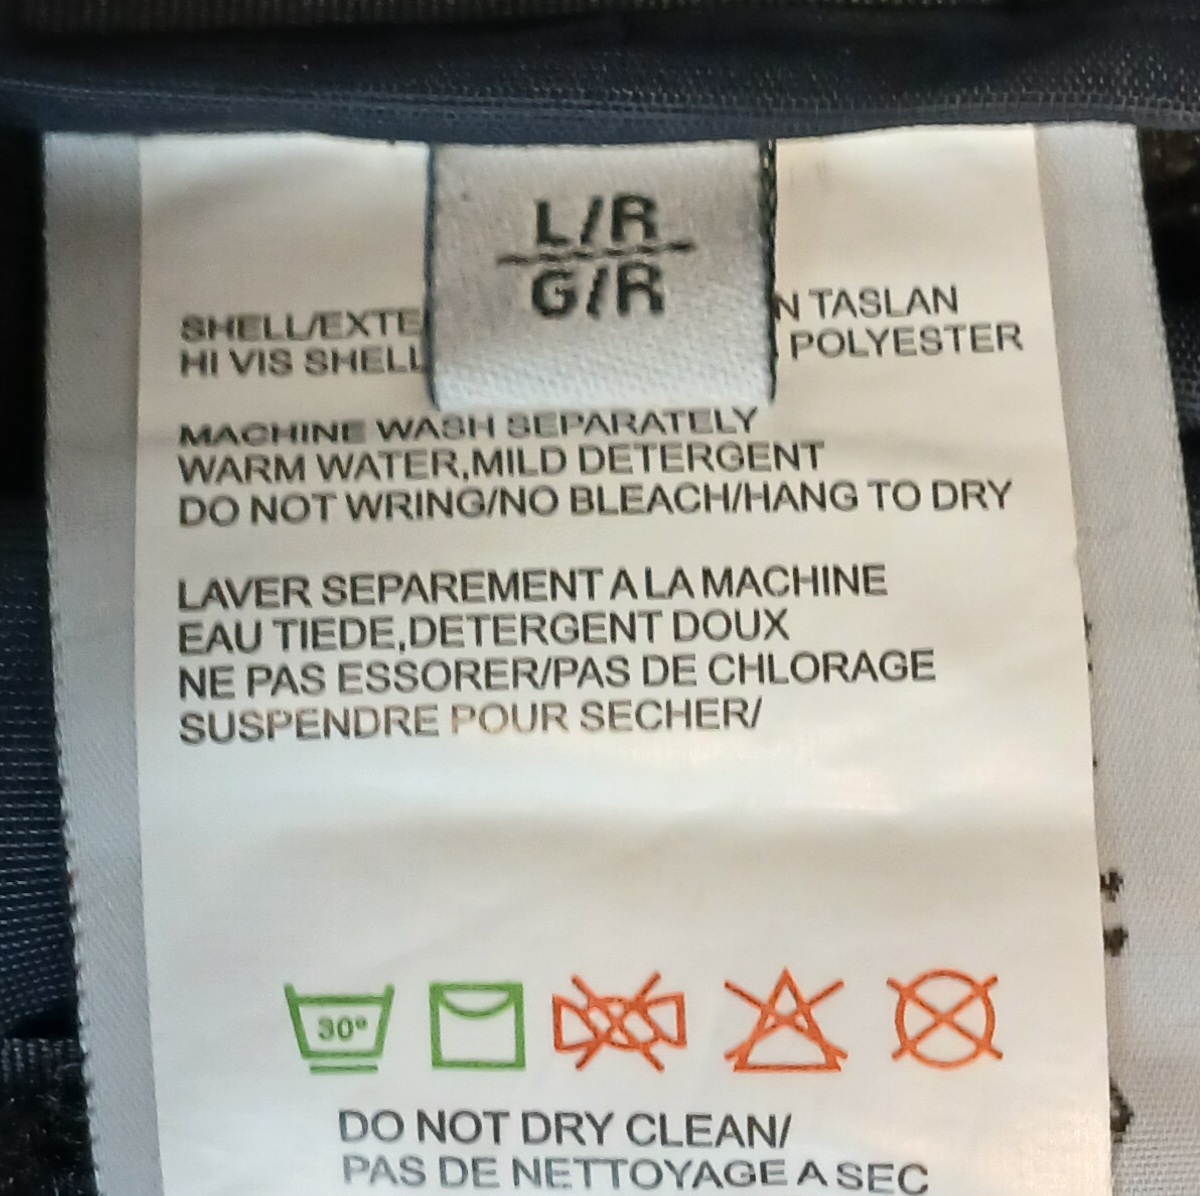 L/R
G/R
SHELL/EXTE N TASLAN
HI VIS SHELL POLYESTER
MACHINE WASH SEPARATELY
WARM WATER,MILD DETERGENT
DO NOT WRING/NO BLEACH/HANG TO DRY
LAVER SEPAREMENT A LA MACHINE
EAU TIEDE,DETERGENT DOUX
NE PAS ESSORER/PAS DE CHLORAGE
SUSPENDRE POUR SECHER/
30°
DO NOT DRY CLEAN/
PAS DE NETTOYAGE A SEC